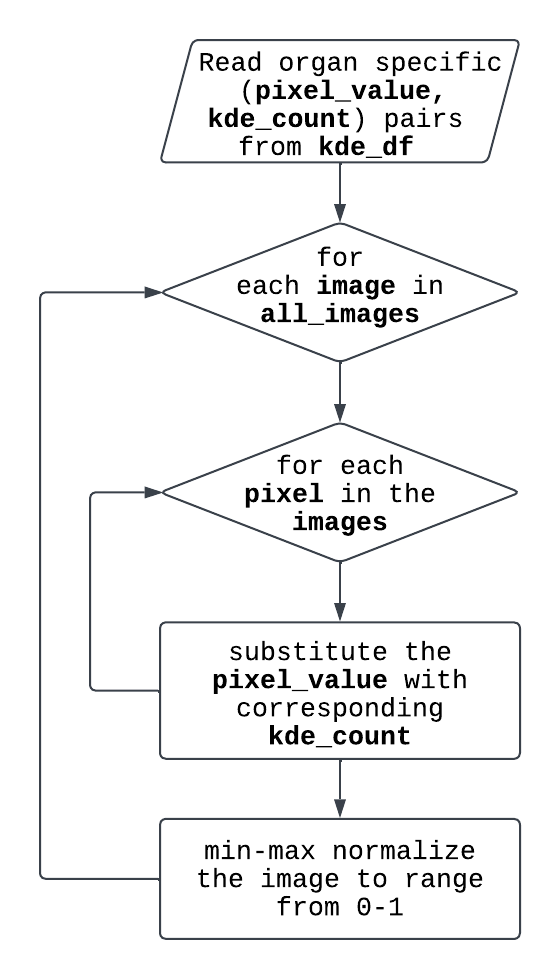 Read organ specific
(pixel_value,
kde_count) pairs
from kde_df
for
each image in
all_images
for each
pixel in the
images
substitute the
pixel_value with
corresponding
kde_count
min-max normalize
the image to range
from 0-1